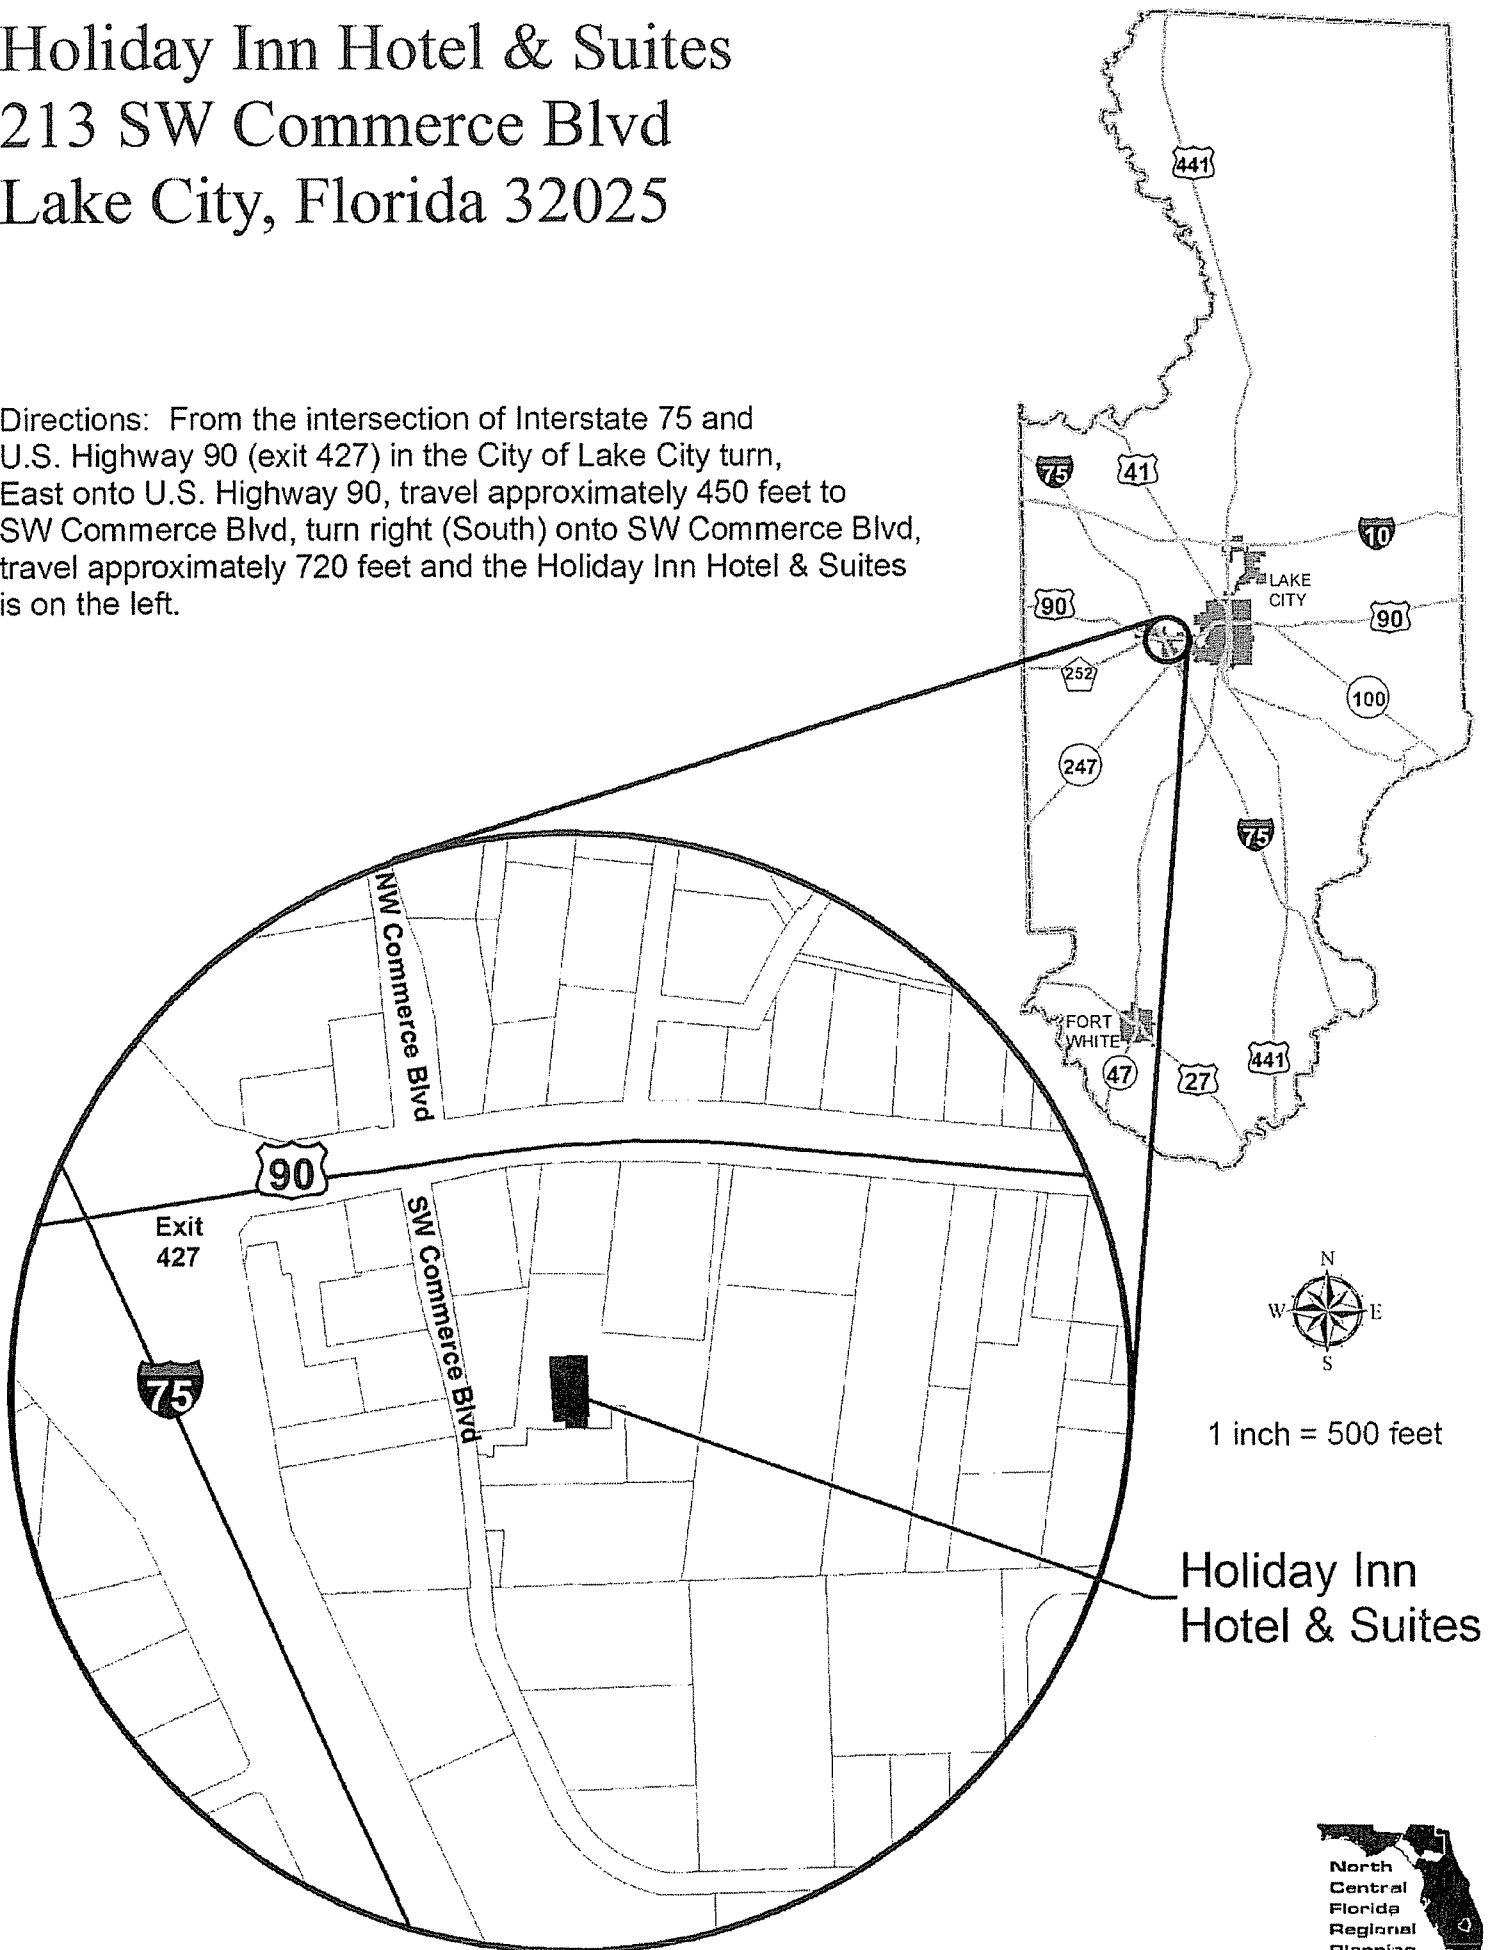 Holiday Inn Hotel & Suites
213 SW Commerce Blvd
Lake City, Florida 32025
Directions: From the intersection of Interstate 75 and
U.S. Highway 90 (exit 427) in the City of Lake City turn,
East onto U.S. Highway 90, travel approximately 450 feet to
SW Commerce Blvd, turn right (South) onto SW Commerce Blvd,
travel approximately 720 feet and the Holiday Inn Hotel & Suites
is on the left.
441
75
41
10
LAKE
CITY
90
90
252
100
247
75
FORT
WHITE
47
27
441
NW Commerce Blvd
90
Exit
427
SW Commerce Blvd
75
N
W
E
S
1 inch = 500 feet
Holiday Inn
Hotel & Suites
North
Central
Florida
Regional
Planning